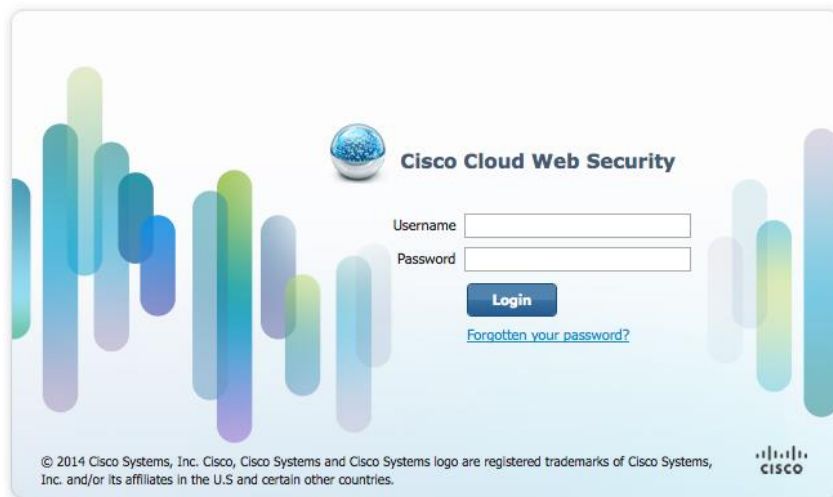 Cisco Cloud Web Security
Username
Password
Login
Forgotten your password?
© 2014 Cisco Systems, Inc. Cisco, Cisco Systems and Cisco Systems logo are registered trademarks of Cisco Systems,
Inc. and/or its affiliates in the U.S and certain other countries.
CISCO